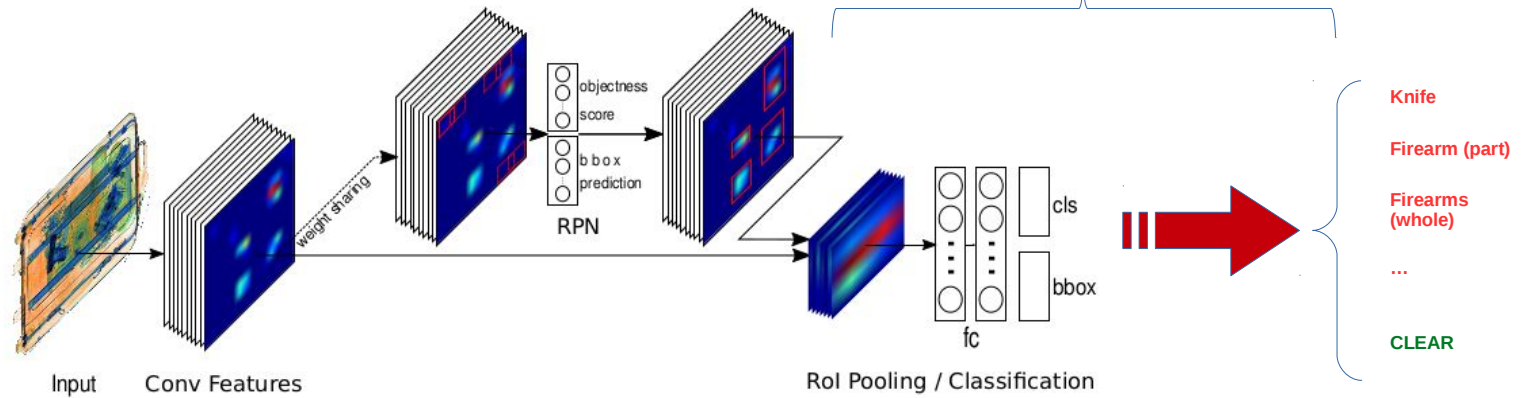 Input
Conv Features
weight sharing
objectness
score
b b o x
prediction
RPN
cls
bbox
fc
RoI Pooling / Classification
Knife
Firearm (part)
Firearms
(whole)
...
CLEAR